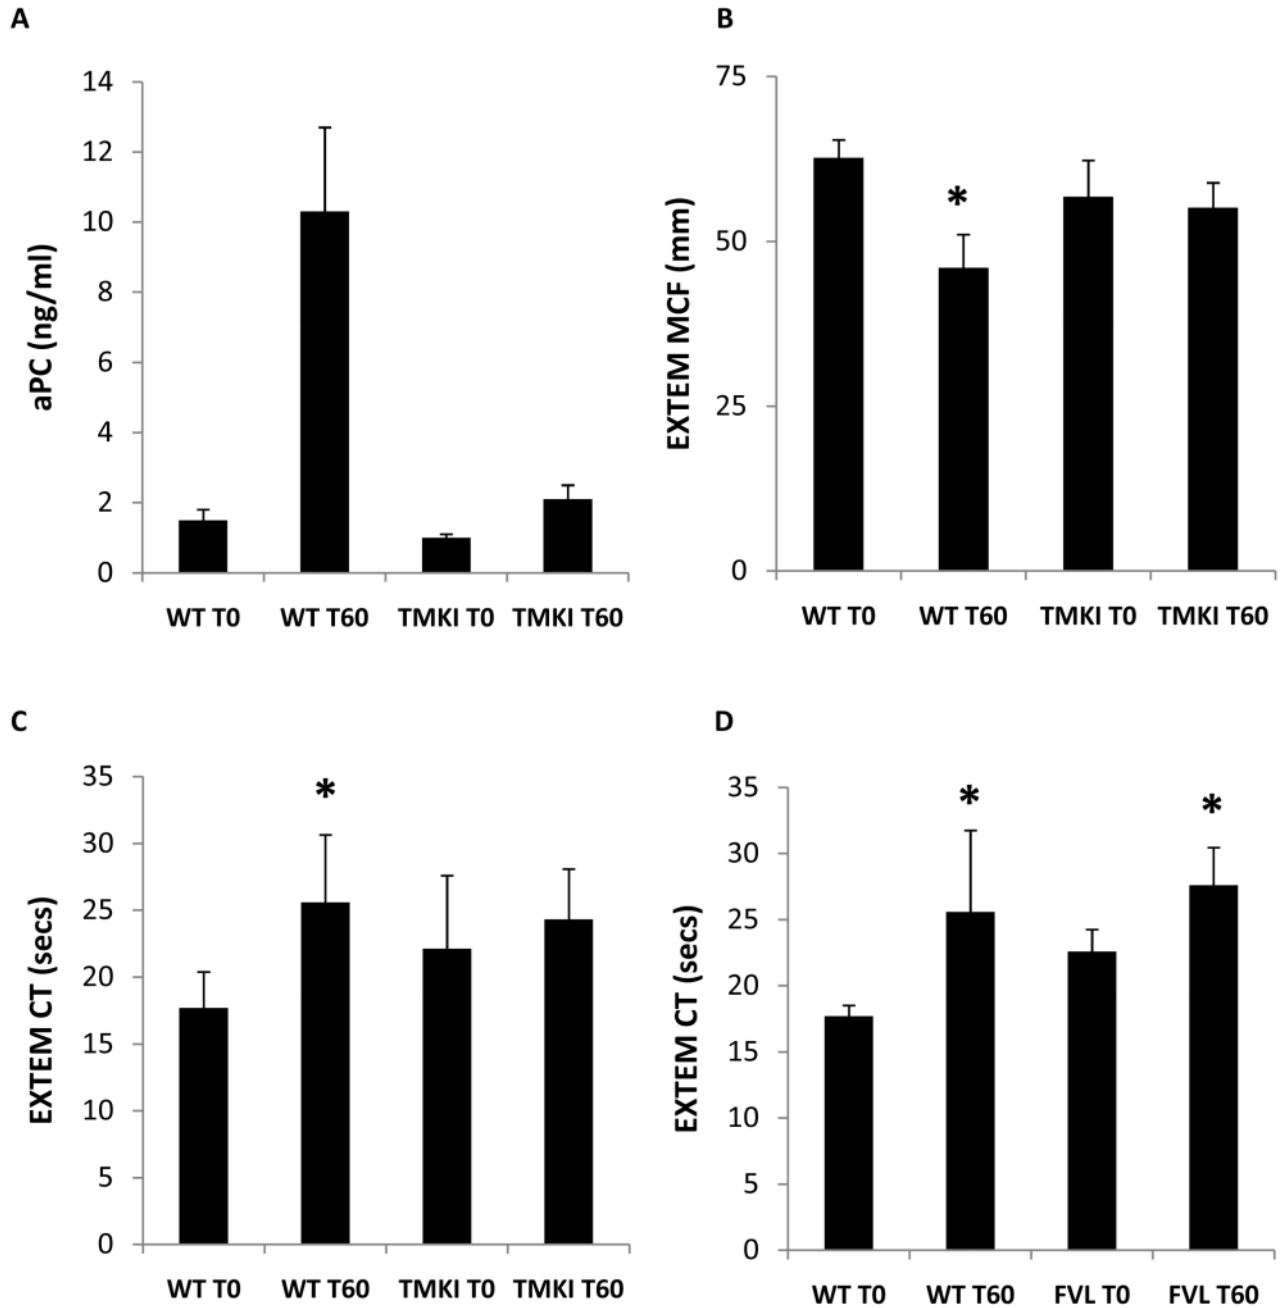 A
aPC (ng/ml)
14
12
10
8
6
4
2
0
WT T0 WT T60 TMKI T0 TMKI T60
B
EXTEM MCF (mm)
75
50
25
0
*
WT T0 WT T60 TMKI T0 TMKI T60
C
EXTEM CT (secs)
35
30
25
20
15
10
5
0
*
WT T0 WT T60 TMKI T0 TMKI T60
D
EXTEM CT (secs)
35
30
25
20
15
10
5
0
* *
WT T0 WT T60 FVL T0 FVL T60